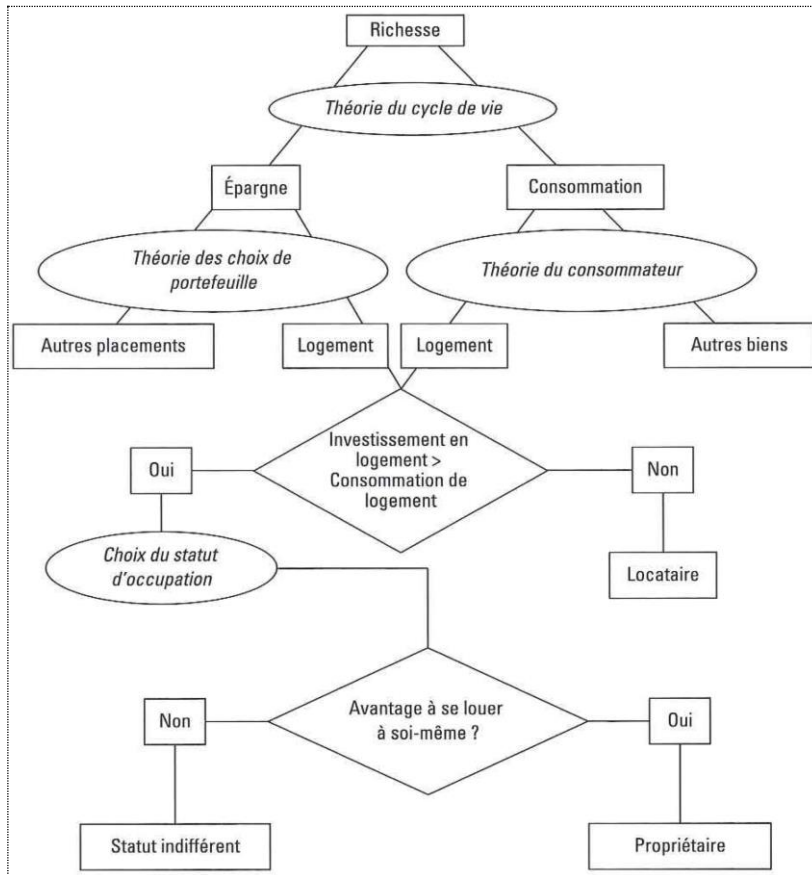 Richesse
Théorie du cycle de vie
Épargne
Consommation
Théorie des choix de
portefeuille
Théorie du consommateur
Autres placements
Logement
Logement
Autres biens
Investissement en
logement >
Consommation de
logement
Oui
Non
Choix du statut
d'occupation
Locataire
Avantage à se louer
à soi-même ?
Non
Oui
Statut indifférent
Propriétaire